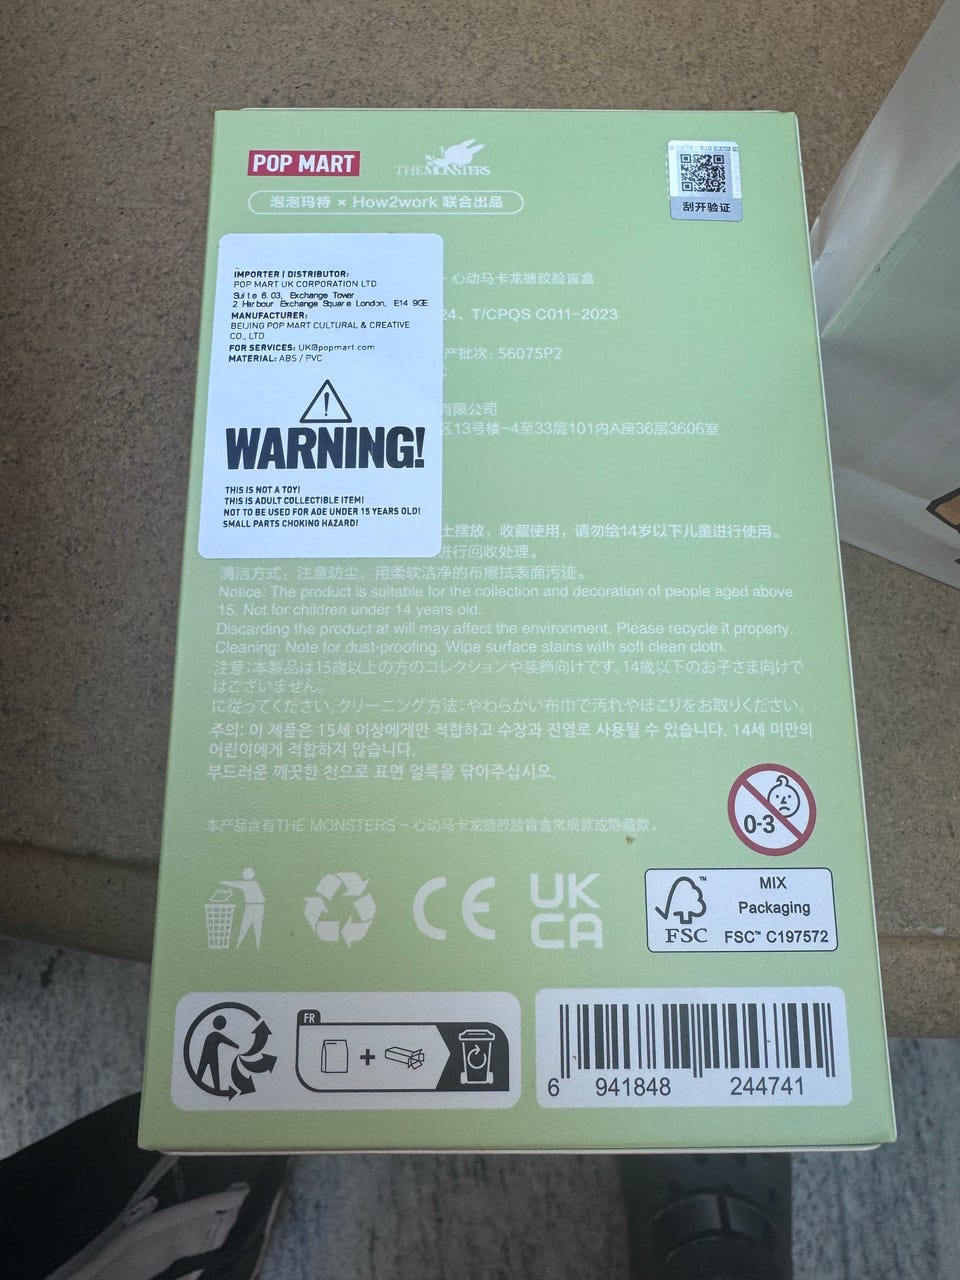 POP MART
THE MONSTERS
泡泡玛特 × How2work 联合出品
刮开验证
IMPORTER | DISTRIBUTOR:
POP MART UK CORPORATION LTD
Suite 6.03, Exchange Tower
2 Harbour Exchange Square London, E14 9GE
MANUFACTURER:
BEIJING POP MART CULTURAL & CREATIVE
CO., LTD
FOR SERVICES: UK@popmart.com
MATERIAL: ABS / PVC
WARNING!
THIS IS NOT A TOY!
THIS IS ADULT COLLECTIBLE ITEM!
NOT TO BE USED FOR AGE UNDER 15 YEARS OLD!
SMALL PARTS CHOKING HAZARD!
- 心动马卡龙搪胶脸盲盒
24、T/CPQS C011-2023
产批次: 56075P2
有限公司
区13号楼-4至33层101内A座36层3606室
士摆放，收藏使用，请勿给14岁以下儿童进行使用。
进行回收处理。
清洁方式：注意防尘，用柔软洁净的布擦拭表面污迹。
Notice: The product is suitable for the collection and decoration of people aged above
15. Not for children under 14 years old.
Discarding the product at will may affect the environment. Please recycle it properly.
Cleaning: Note for dust-proofing. Wipe surface stains with soft clean cloth.
注意:本製品は15歳以上の方のコレクションや装飾向けです。14歳以下のお子さま向けで
はございません。
に従ってください。クリーニング方法:やわらかい布巾で汚れやほこりをお取りください。
주의: 이 제품은 15세 이상에게만 적합하고 수장과 진열로 사용될 수 있습니다. 14세 미만의
어린이에게 적합하지 않습니다.
부드러운 깨끗한 천으로 표면 얼룩을 닦아주십시오.
本产品含有THE MONSTERS - 心动马卡龙搪胶脸盲盒常规款或隐藏款。
0-3
CE
UK
CA
FSC™
MIX
Packaging
FSC™ C197572
FR
6 941848 244741